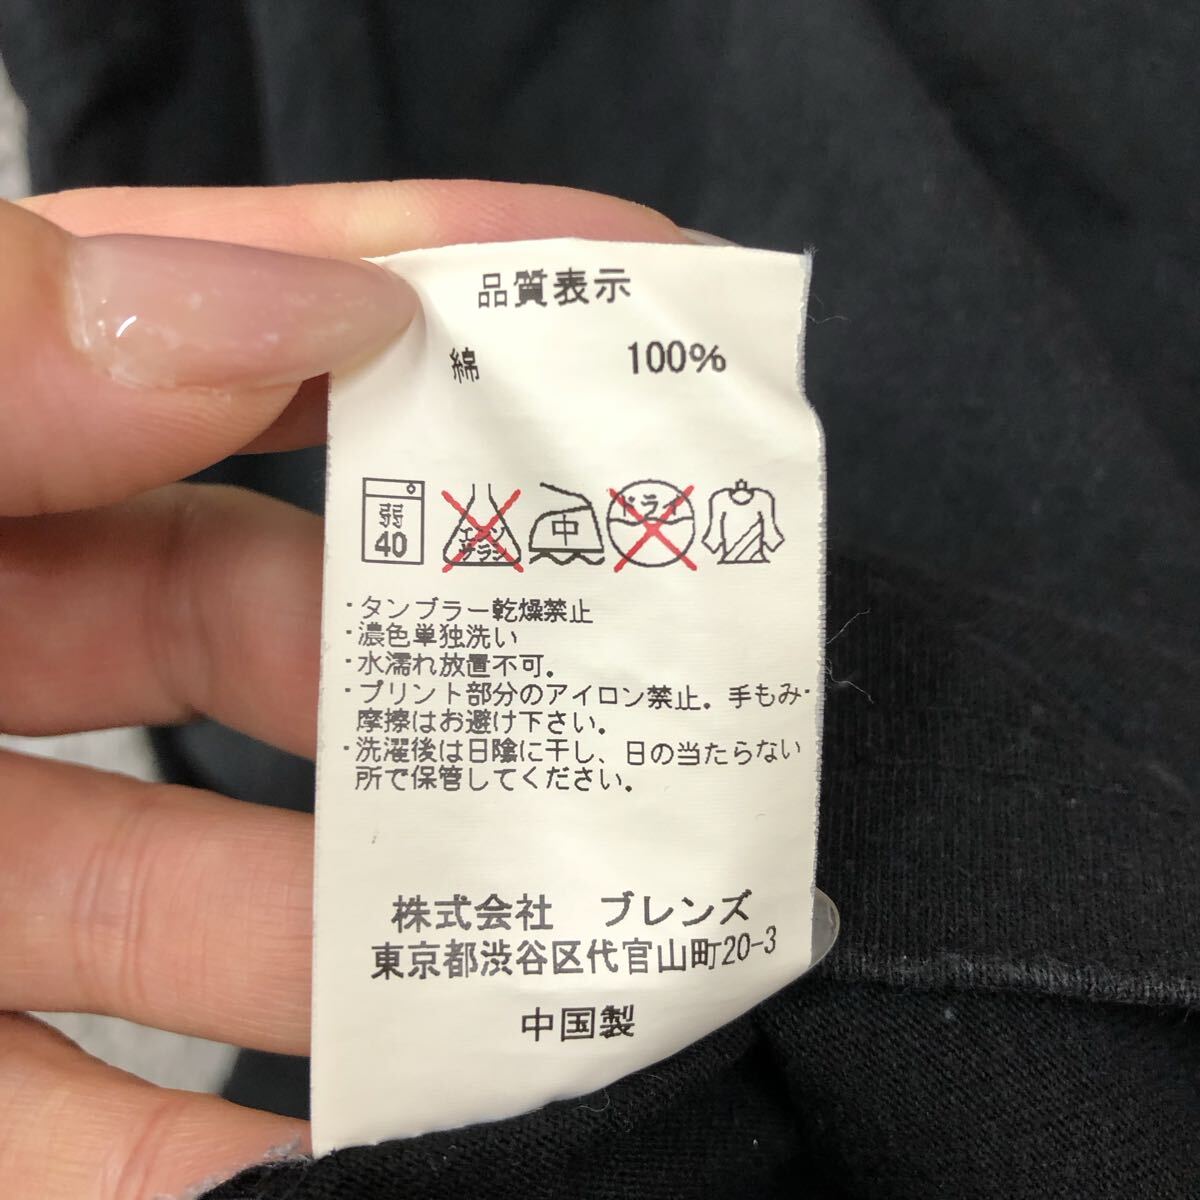 品質表示
綿 100%
弱
40
エンソ
サラシ
中
ドライ
・タンブラー乾燥禁止
・濃色単独洗い
・水濡れ放置不可.
・プリント部分のアイロン禁止。手もみ・
摩擦はお避け下さい。
・洗濯後は日陰に干し、日の当たらない
所で保管してください.
株式会社 ブレンズ
東京都渋谷区代官山町20-3
中国製